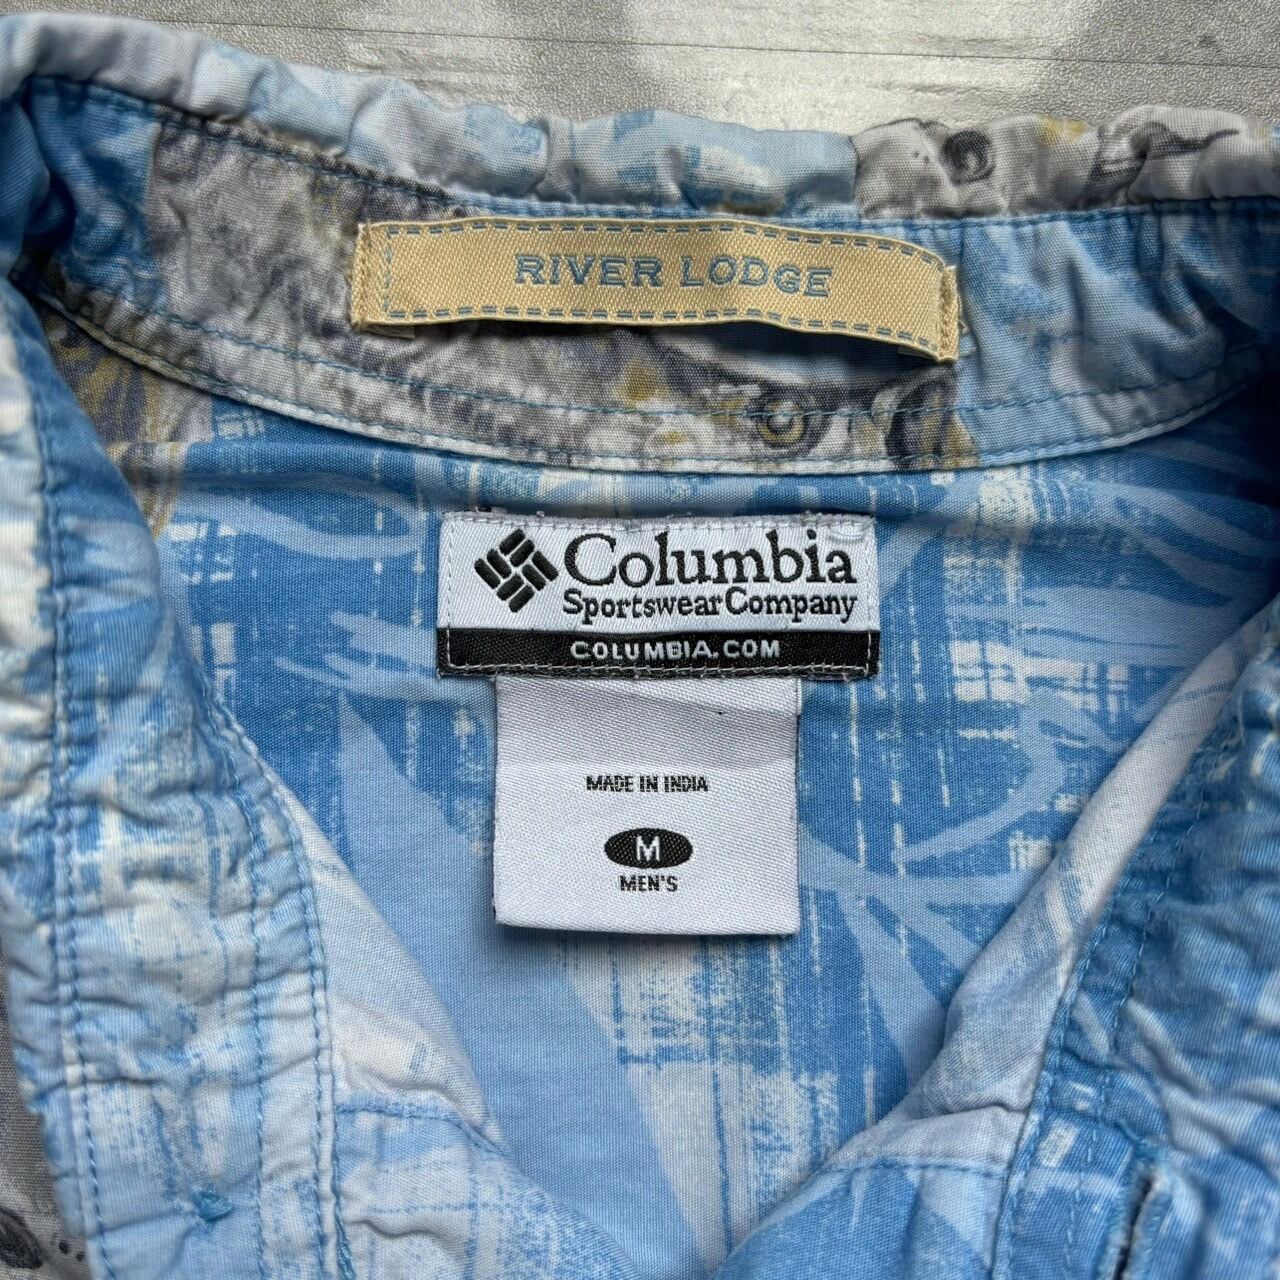 RIVER LODGE
Columbia
Sportswear Company
COLUMBIA.COM
MADE IN INDIA
M
MEN'S